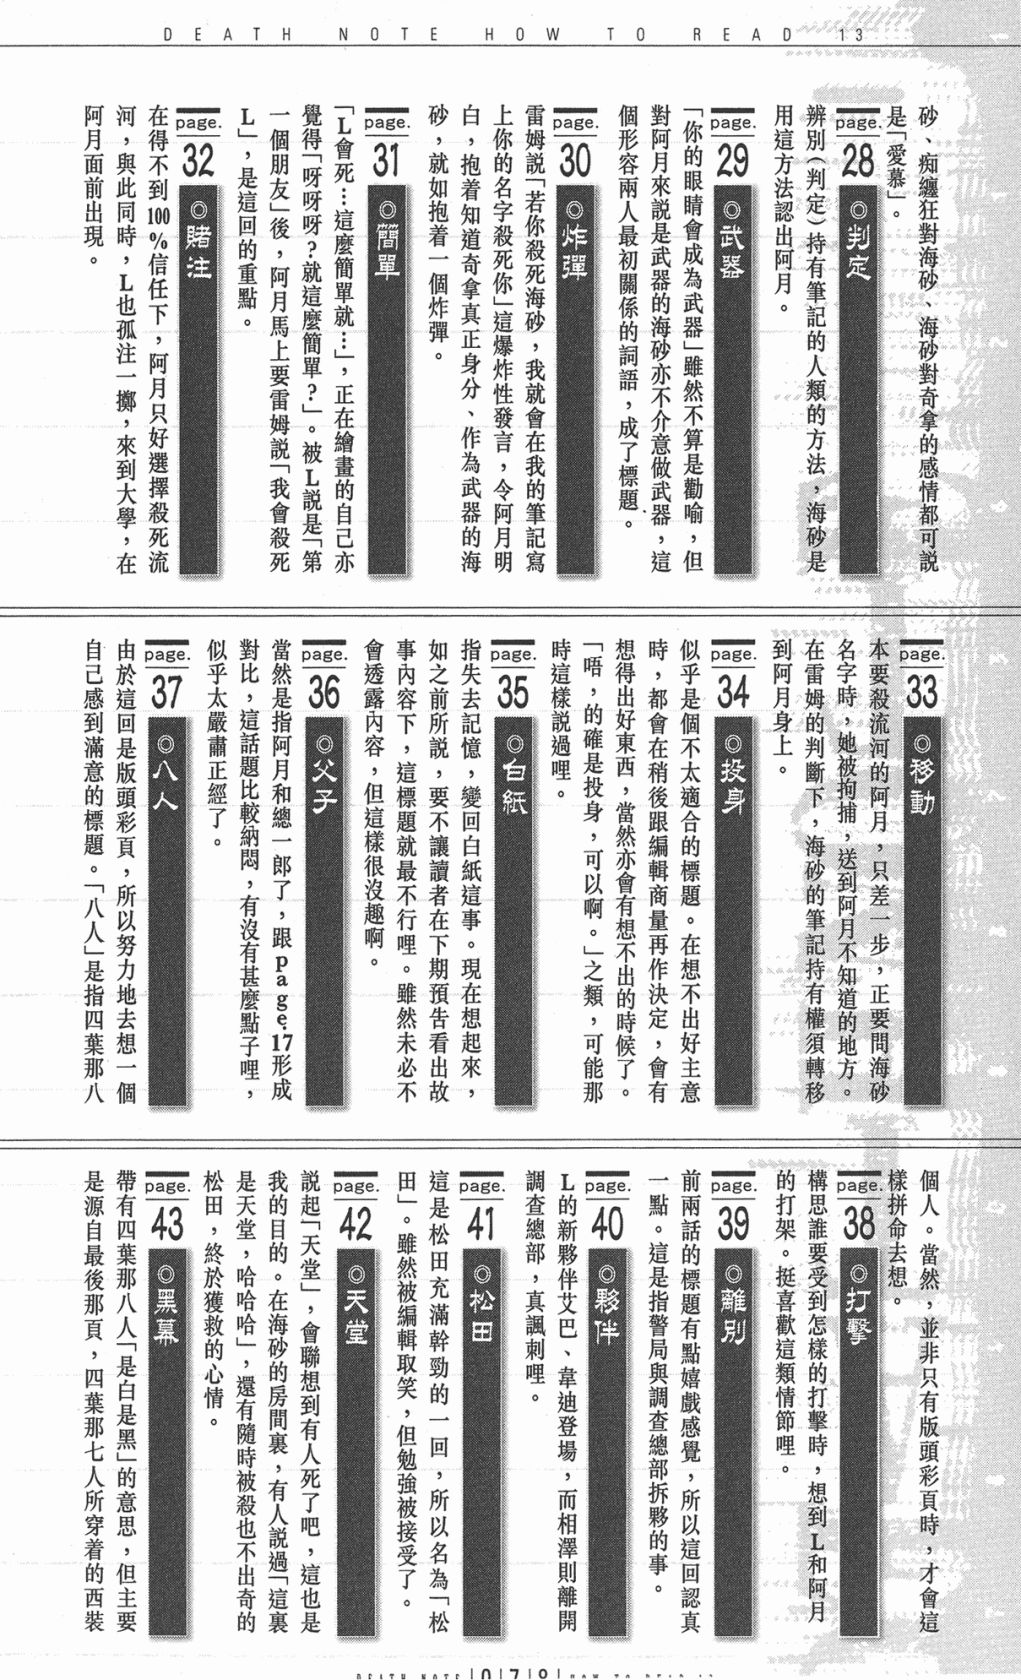 DEATH NOTE HOW TO READ 13
砂、痴纏狂對海砂、海砂對奇拿的感情都可説
是「愛慕」。
page.28 ◎判定
辨別（判定）持有筆記的人類的方法，海砂是
用這方法認出阿月。
page.29 ◎武器
「你的眼睛會成為武器」雖然不算是勸喻，但
對阿月來説是武器的海砂亦不介意做武器，這
個形容兩人最初關係的詞語，成了標題。
page.30 ◎炸彈
雷姆説「若你殺死海砂，我就會在我的筆記寫
上你的名字殺死你」這爆炸性發言，令阿月明
白，抱着知道奇拿真正身分、作為武器的海
砂，就如抱着一個炸彈。
page.31 ◎簡單
「L會死…這麼簡單就…」，正在繪畫的自己亦
覺得「呀呀呀？就這麼簡單？」。被L説是「第
一個朋友」後，阿月馬上要雷姆説「我會殺死
L」，是這回的重點。
page.32 ◎賭注
在得不到100%信任下，阿月只好選擇殺死流
河，與此同時，L也孤注一擲，來到大學，在
阿月面前出現。
page.33 ◎移動
本要殺流河的阿月，只差一步，正要問海砂
名字時，她被拘捕，送到阿月不知道的地方。
在雷姆的判斷下，海砂的筆記持有權須轉移
到阿月身上。
page.34 ◎投身
似乎是個不太適合的標題。在想不出好主意
時，都會在稍後跟編輯商量再作決定，會有
想得出好東西，當然亦會有想不出的時候了。
「唔，的確是投身，可以啊。」之類，可能那
時這樣説過哩。
page.35 ◎白紙
指失去記憶，變回白紙這事。現在想起來，
如之前所説，要不讓讀者在下期預告看出故
事內容下，這標題就最不行哩。雖然未必不
會透露內容，但這樣很沒趣啊。
page.36 ◎父子
當然是指阿月和總一郎了，跟page.17形成
對比，這話題比較納悶，有沒有甚麼點子哩，
似乎太嚴肅正經了。
page.37 ◎八人
由於這回是版頭彩頁，所以努力地去想一個
自己感到滿意的標題。「八人」是指四葉那八
個人。當然，並非只有版頭彩頁時，才會這
樣拼命去想。
page.38 ◎打擊
構思誰要受到怎樣的打擊時，想到L和阿月
的打架。挺喜歡這類情節哩。
page.39 ◎離別
前兩話的標題有點嬉戲感覺，所以這回認真
一點。這是指警局與調查總部拆夥的事。
page.40 ◎夥伴
L的新夥伴艾巴、韋迪登場，而相澤則離開
調查總部，真諷刺哩。
page.41 ◎松田
這是松田充滿幹勁的一回，所以名為「松
田」。雖然被編輯取笑，但勉強被接受了。
page.42 ◎天堂
説起「天堂」，會聯想到有人死了吧，這也是
我的目的。在海砂的房間裏，有人説過「這裏
是天堂，哈哈哈」，還有隨時被殺也不出奇的
松田，終於獲救的心情。
page.43 ◎黑幕
帶有四葉那八人「是白是黑」的意思，但主要
是源自最後那頁，四葉那七人所穿着的西裝